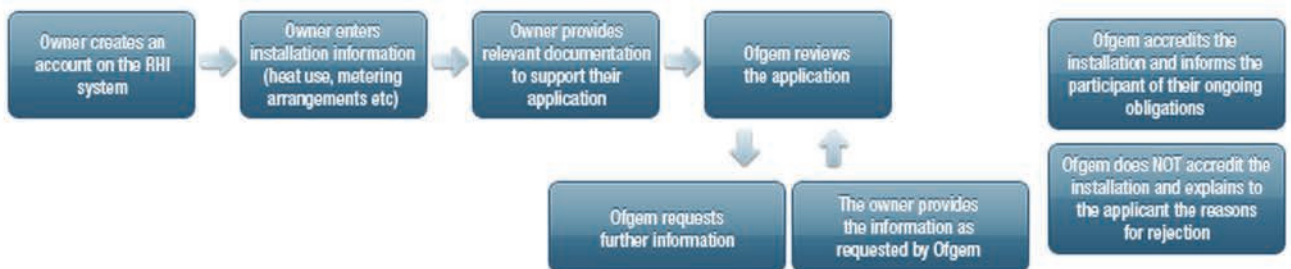 Owner creates an
account on the RHI
system
Owner enters
installation information
(heat use, metering
arrangements etc)
Owner provides
relevant documentation
to support their
application
Ofgem reviews
the application
Ofgem requests
further information
The owner provides
the information as
requested by Ofgem
Ofgem accredits the
installation and informs the
participant of their ongoing
obligations
Ofgem does NOT accredit the
installation and explains to
the applicant the reasons
for rejection